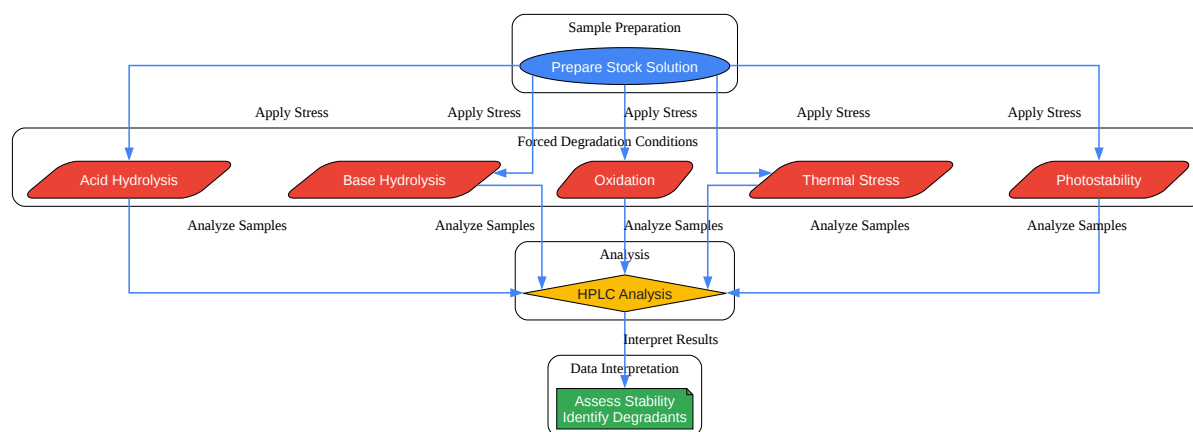 Sample Preparation
Prepare Stock Solution
Apply Stress
Apply Stress
Apply Stress
Apply Stress
Apply Stress
Forced Degradation Conditions
Acid Hydrolysis
Base Hydrolysis
Oxidation
Thermal Stress
Photostability
Analyze Samples
Analyze Samples
Analyze Samples
Analyze Samples
Analyze Samples
Analysis
HPLC Analysis
Interpret Results
Data Interpretation
Assess Stability
Identify Degradants